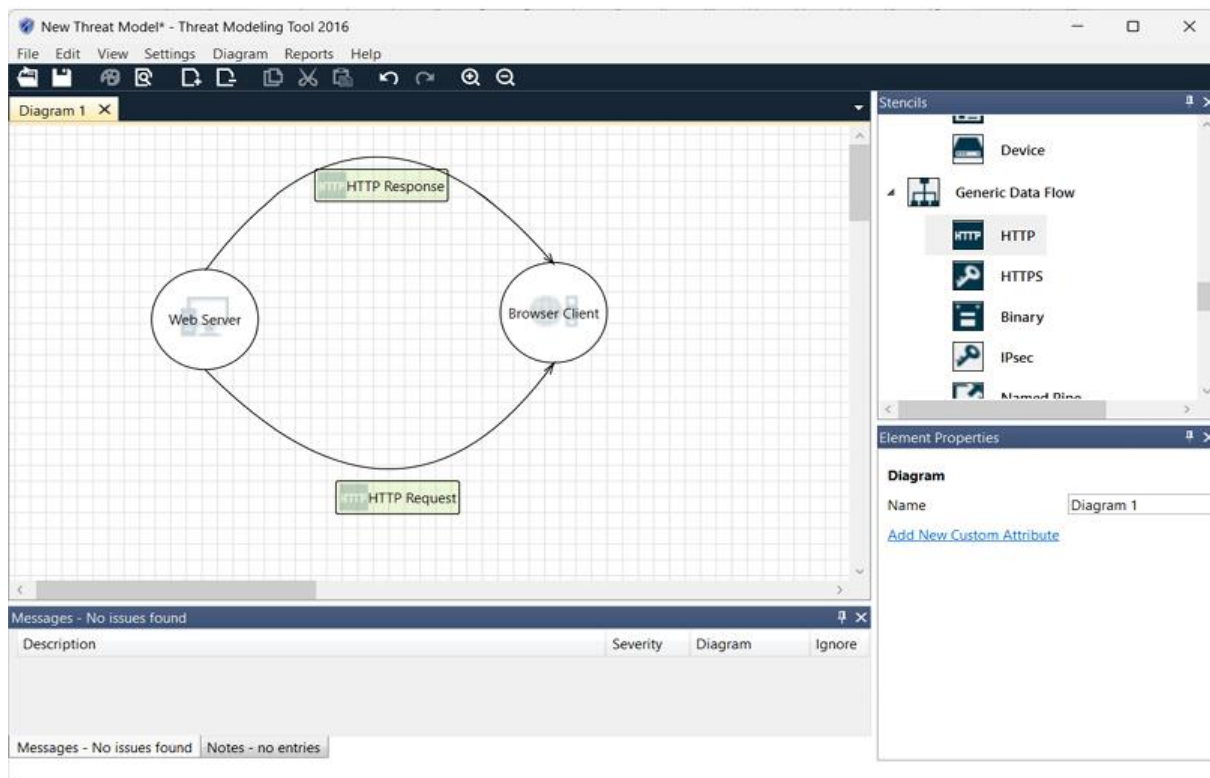 New Threat Model* - Threat Modeling Tool 2016
File Edit View Settings Diagram Reports Help
Diagram 1
HTTP Response
Web Server
Browser Client
HTTP Request
Stencils
Device
Generic Data Flow
HTTP HTTP
HTTPS
Binary
IPsec
Named Pipe
Element Properties
Diagram
Name Diagram 1
Add New Custom Attribute
Messages - No issues found
Description Severity Diagram Ignore
Messages - No issues found Notes - no entries